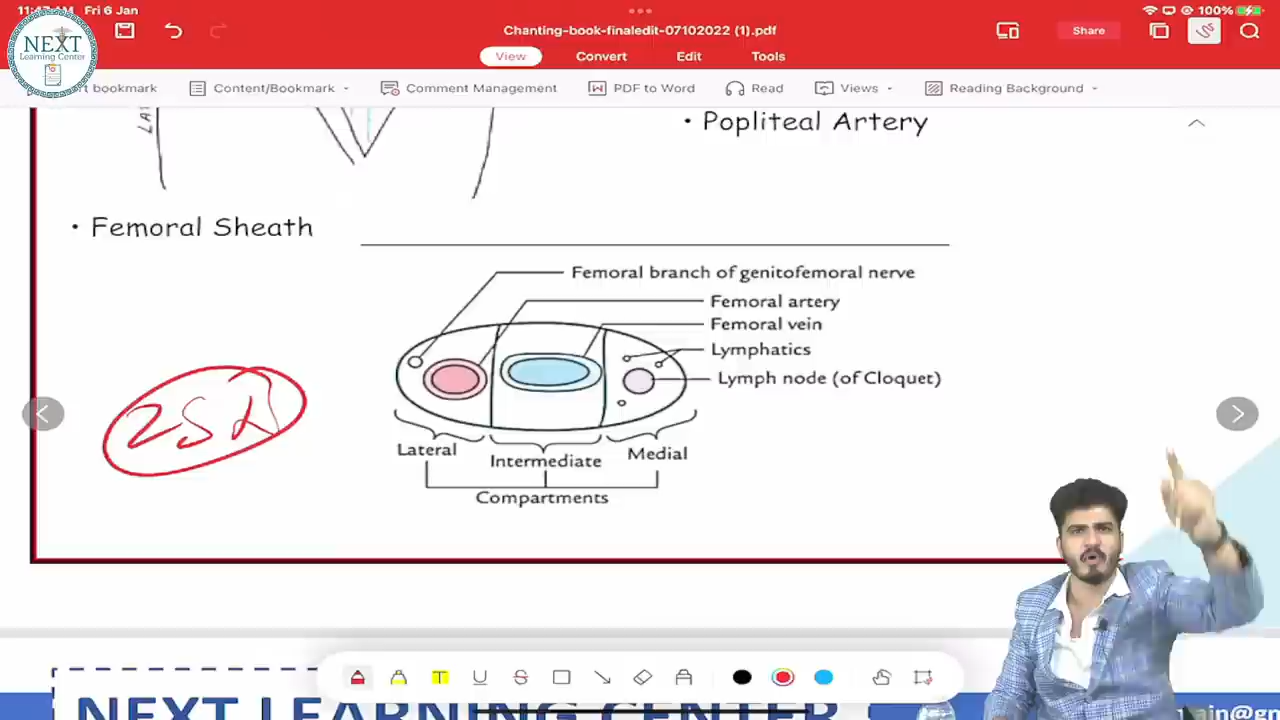 Fri 6 Jan
100%
NEXT
Learning Center
Chanting-book-finaledit-07102022 (1).pdf
Share
View Convert Edit Tools
bookmark Content/Bookmark Comment Management PDF to Word Read Views Reading Background
• Popliteal Artery
• Femoral Sheath
Femoral branch of genitofemoral nerve
Femoral artery
Femoral vein
Lymphatics
Lymph node (of Cloquet)
Lateral Intermediate Medial
Compartments
T U S
NEXT LEARNING CENTER